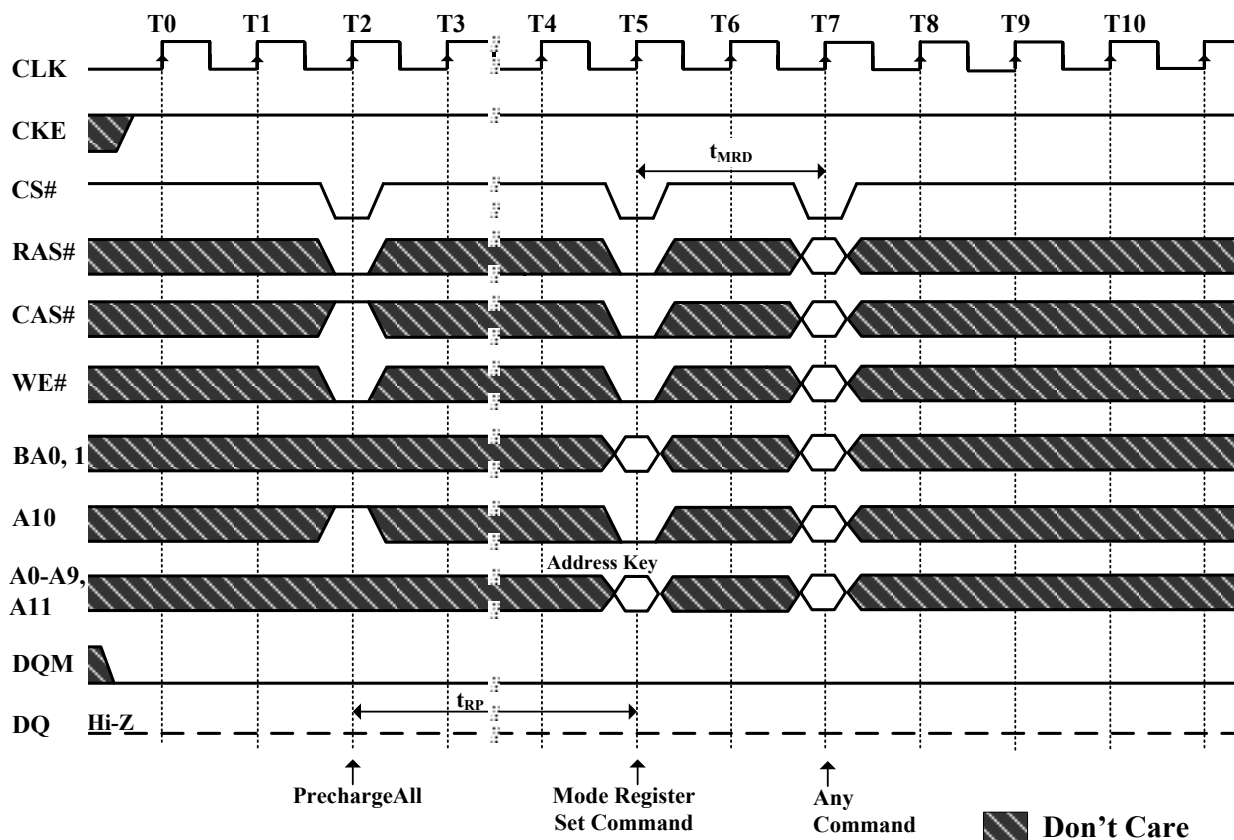 T0 T1 T2 T3 T4 T5 T6 T7 T8 T9 T10
CLK
CKE
tMRD
CS#
RAS#
CAS#
WE#
BA0, 1
A10
Address Key
A0-A9,
A11
DQM
tRP
DQ Hi-Z
PrechargeAll
Mode Register
Set Command
Any
Command
Don't Care